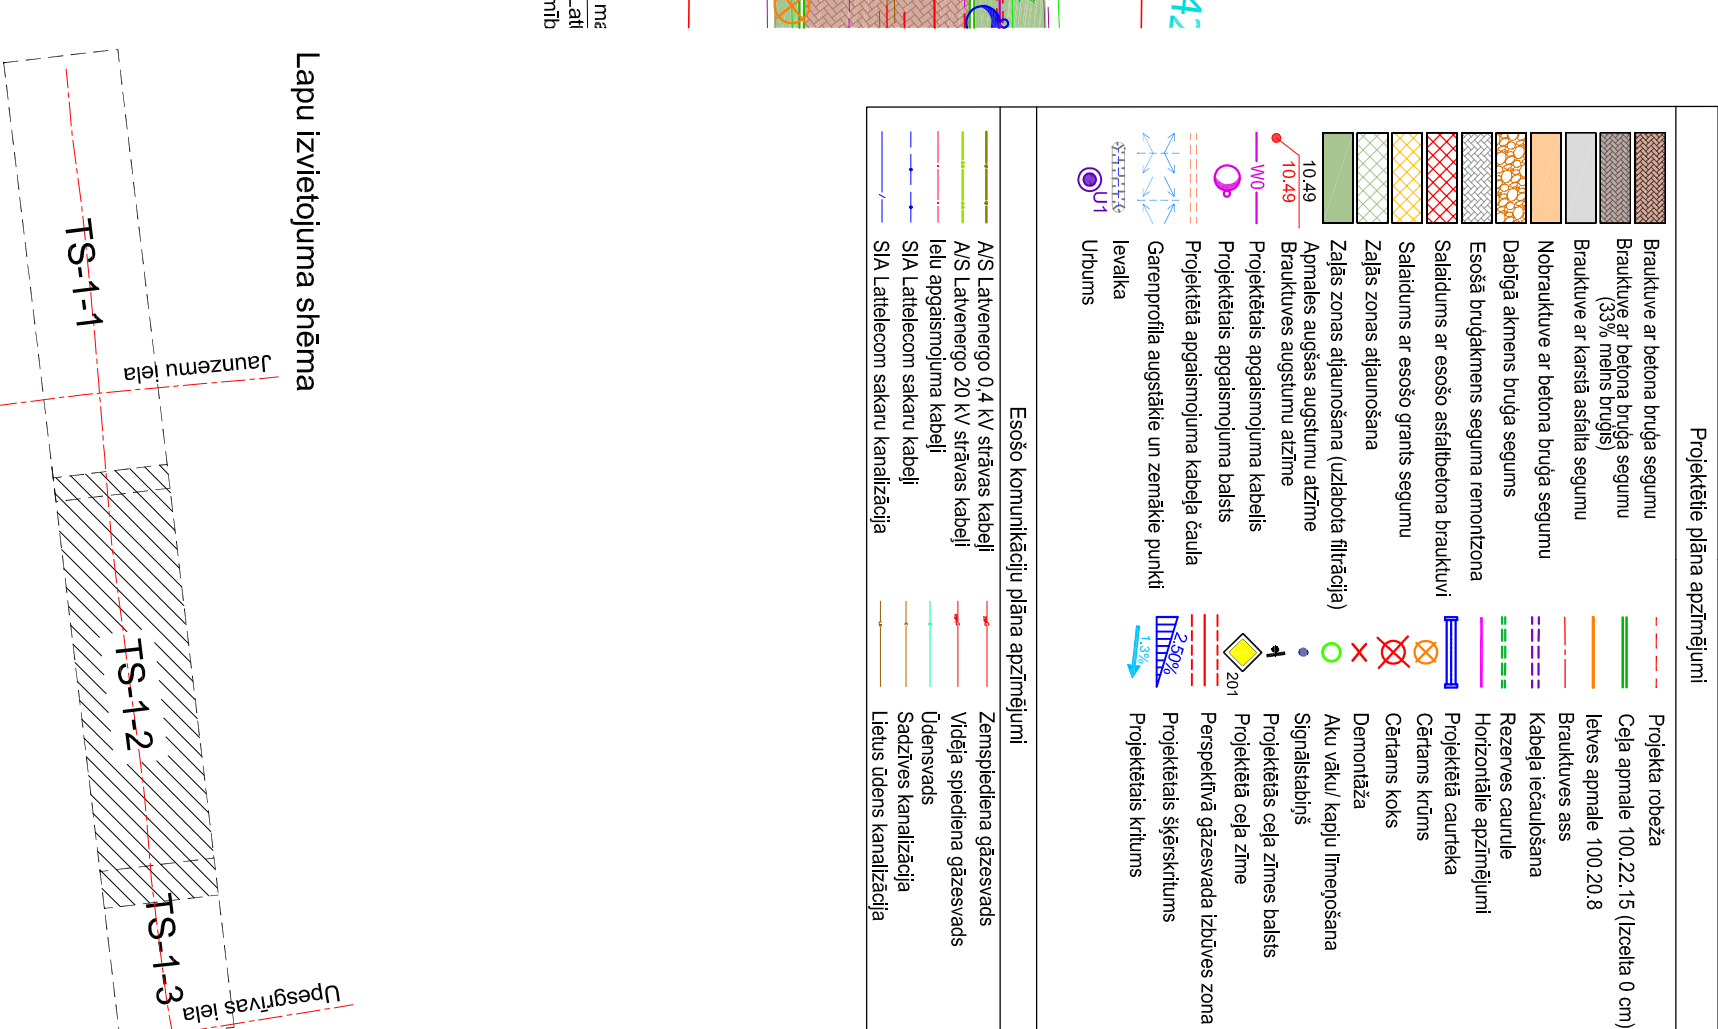 Projektētie plāna apzīmējumi
Brauktuve ar betona bruģa segumu
Brauktuve ar betona bruģa segumu
(33% melns bruģis)
Brauktuve ar karstā asfalta segumu
Nobrauktuve ar betona bruģa segumu
Dabīgā akmens bruģa segums
Esošā bruģakmens seguma remontzona
Salaidums ar esošo asfaltbetona brauktuvi
Salaidums ar esošo grants segumu
Zaļās zonas atjaunošana
Zaļās zonas atjaunošana (uzlabota filtrācija)
10.49
10.49
Apmales augšas augstumu atzīme
Brauktuves augstumu atzīme
W0
Projektētais apgaismojuma kabelis
Projektētais apgaismojuma balsts
Projektētā apgaismojuma kabeļa čaula
Garenprofila augstākie un zemākie punkti
Ievalka
U1
Urbums
Projekta robeža
Ceļa apmale 100.22.15 (Izcelta 0 cm)
Ietves apmale 100.20.8
Brauktuves ass
Kabeļa iečaulošana
Rezerves caurule
Horizontālie apzīmējumi
Projektētā caurteka
Cērtams krūms
Cērtams koks
Demontāža
Aku vāku/ kapju līmeņošana
Signālstabiņš
Projektētās ceļa zīmes balsts
201
Projektētā ceļa zīme
Perspektīvā gāzesvada izbūves zona
2.50%
Projektētais šķērskritums
1.3%
Projektētais kritums
Esošo komunikāciju plāna apzīmējumi
A/S Latvenergo 0,4 kV strāvas kabeļi
A/S Latvenergo 20 kV strāvas kabeļi
Ielu apgaismojuma kabeļi
SIA Lattelecom sakaru kabeļi
SIA Lattelecom sakaru kanalizācija
Zemspiediena gāzesvads
Vidēja spiediena gāzesvads
Ūdensvads
Sadzīves kanalizācija
Lietus ūdens kanalizācija
Lapu izvietojuma shēma
TS-1-1
Jaunzemu iela
TS-1-2
TS-1-3
Upesgrīvas iela